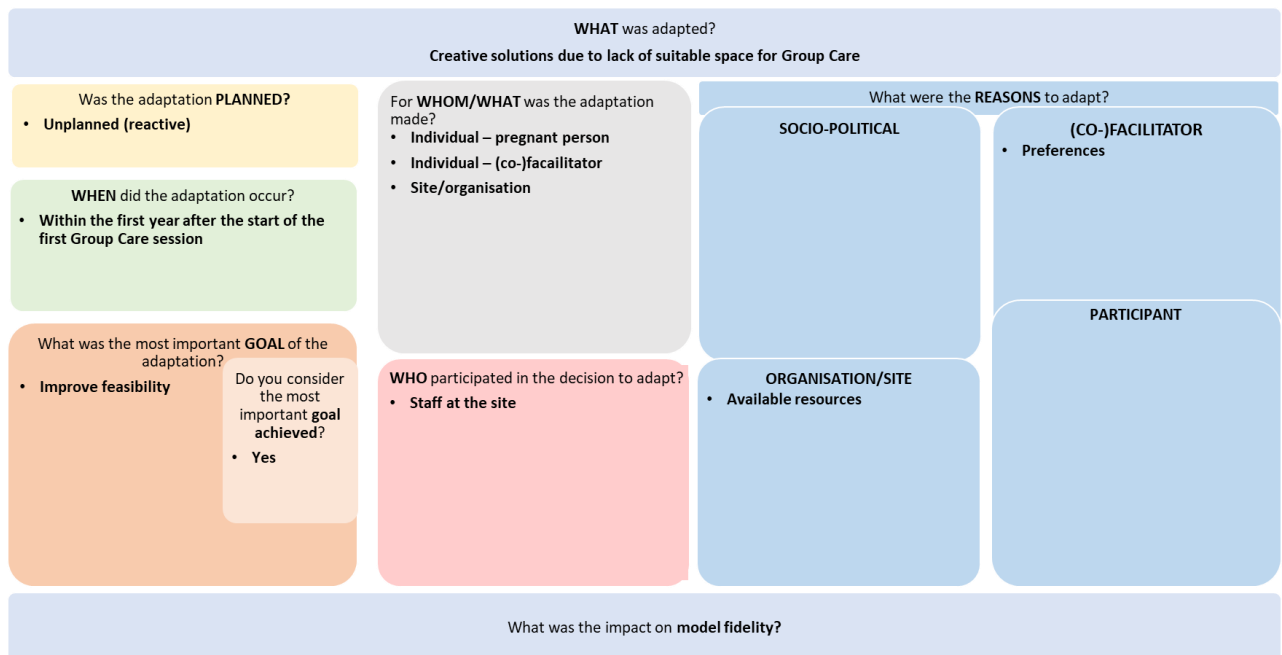 WHAT was adapted?
Creative solutions due to lack of suitable space for Group Care
Was the adaptation PLANNED?
• Unplanned (reactive)
WHEN did the adaptation occur?
• Within the first year after the start of the
first Group Care session
What was the most important GOAL of the
adaptation?
• Improve feasibility
Do you consider
the most
important goal
achieved?
• Yes
For WHOM/WHAT was the adaptation
made?
• Individual – pregnant person
• Individual – (co-)facailitator
• Site/organisation
WHO participated in the decision to adapt?
• Staff at the site
What were the REASONS to adapt?
SOCIO-POLITICAL
(CO-)FACILITATOR
• Preferences
ORGANISATION/SITE
• Available resources
PARTICIPANT
What was the impact on model fidelity?